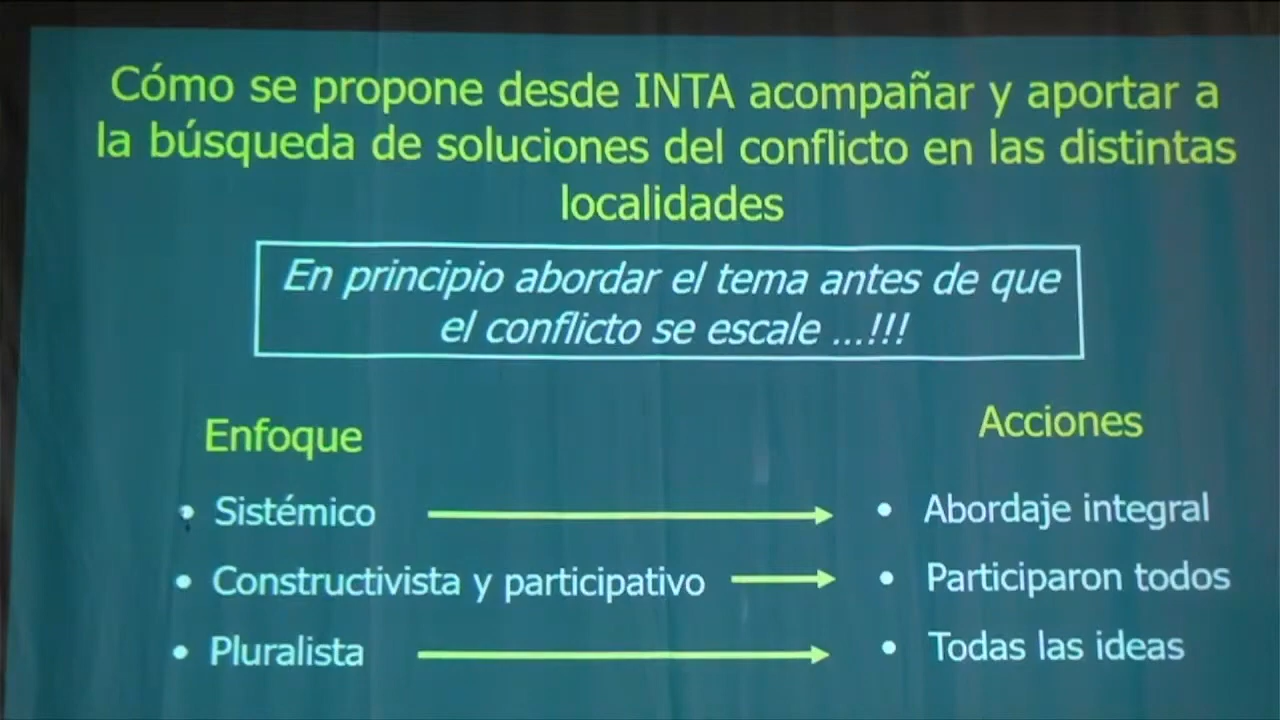 Cómo se propone desde INTA acompañar y aportar a
la búsqueda de soluciones del conflicto en las distintas
localidades
En principio abordar el tema antes de que
el conflicto se escale ...!!!
Enfoque
Acciones
• Sistémico
• Abordaje integral
• Constructivista y participativo
• Participaron todos
• Pluralista
• Todas las ideas